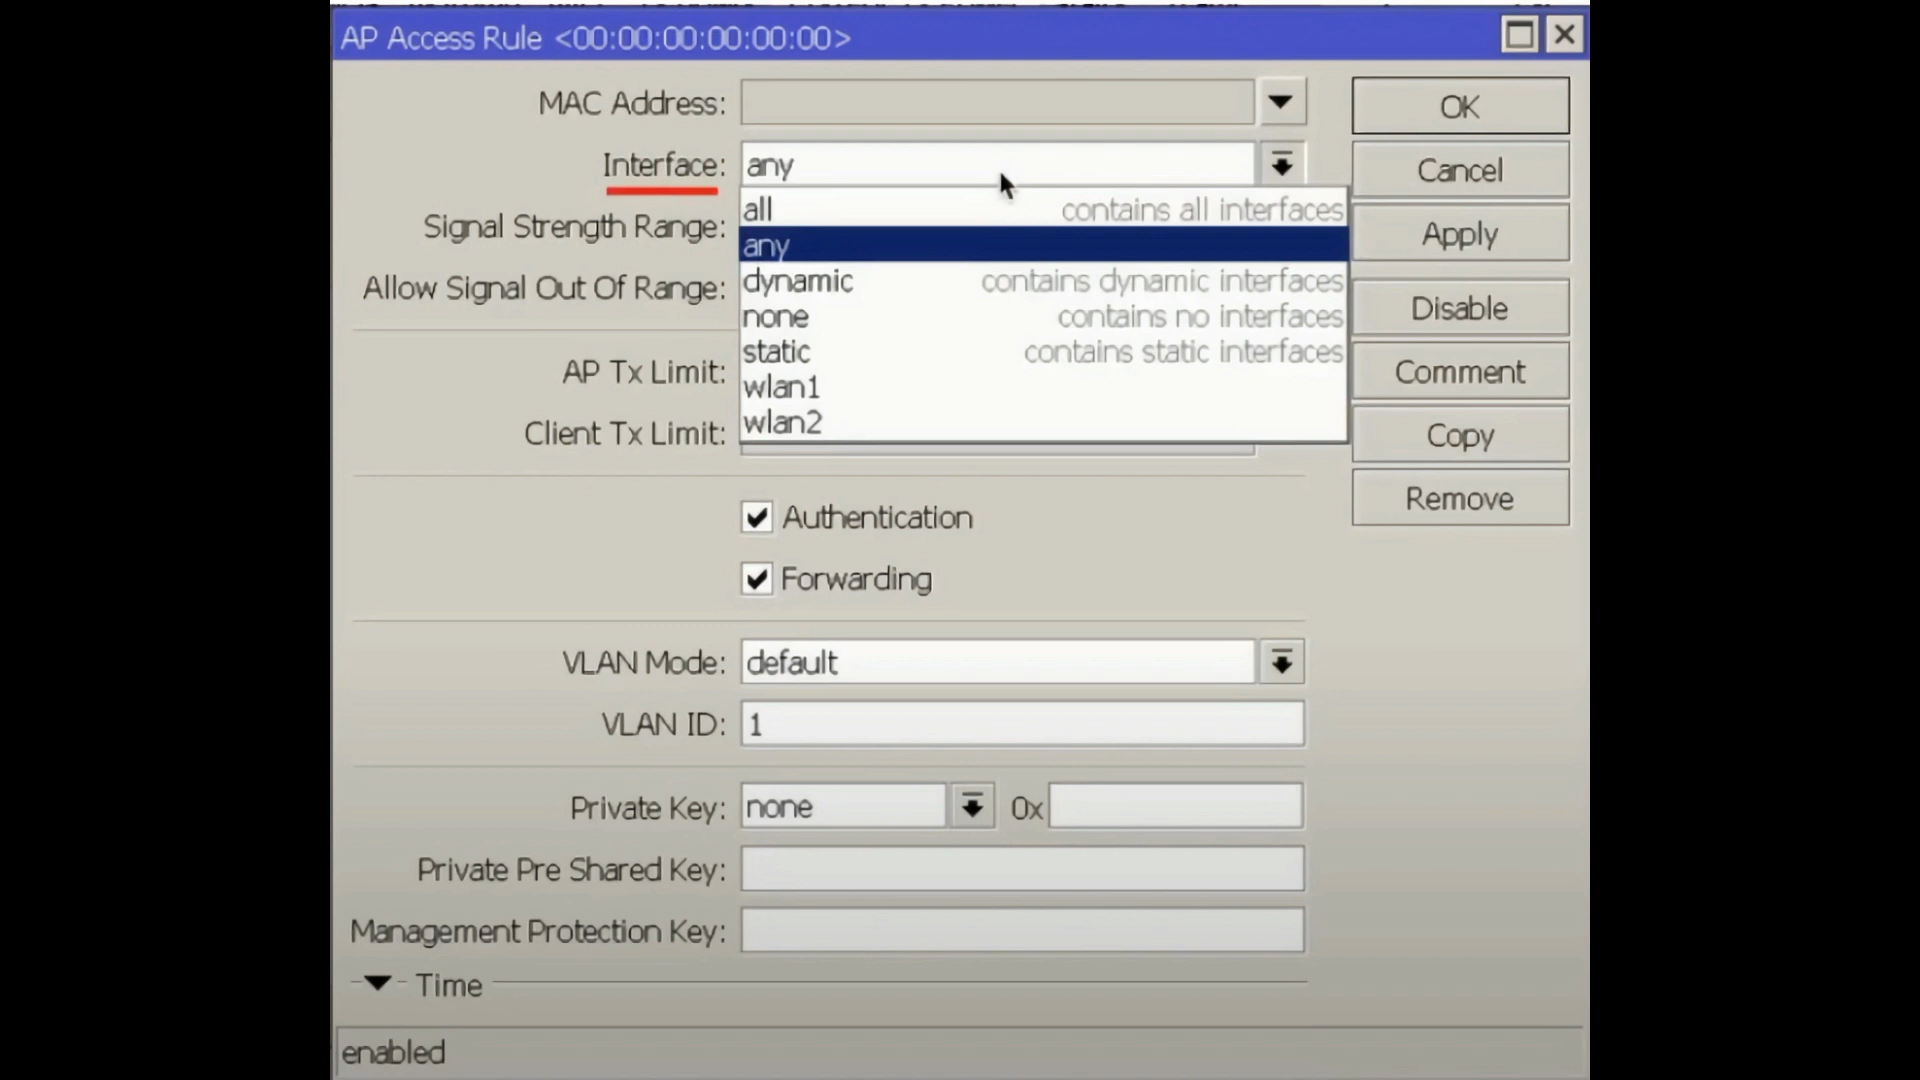 AP Access Rule <00:00:00:00:00:00>
MAC Address:
OK
Interface: any
Cancel
all contains all interfaces
Signal Strength Range:
Apply
any
dynamic contains dynamic interfaces
Allow Signal Out Of Range:
Disable
none contains no interfaces
static contains static interfaces
AP Tx Limit:
Comment
wlan1
wlan2
Client Tx Limit:
Copy
Remove
Authentication
Forwarding
VLAN Mode: default
VLAN ID: 1
Private Key: none 0x
Private Pre Shared Key:
Management Protection Key:
Time
enabled